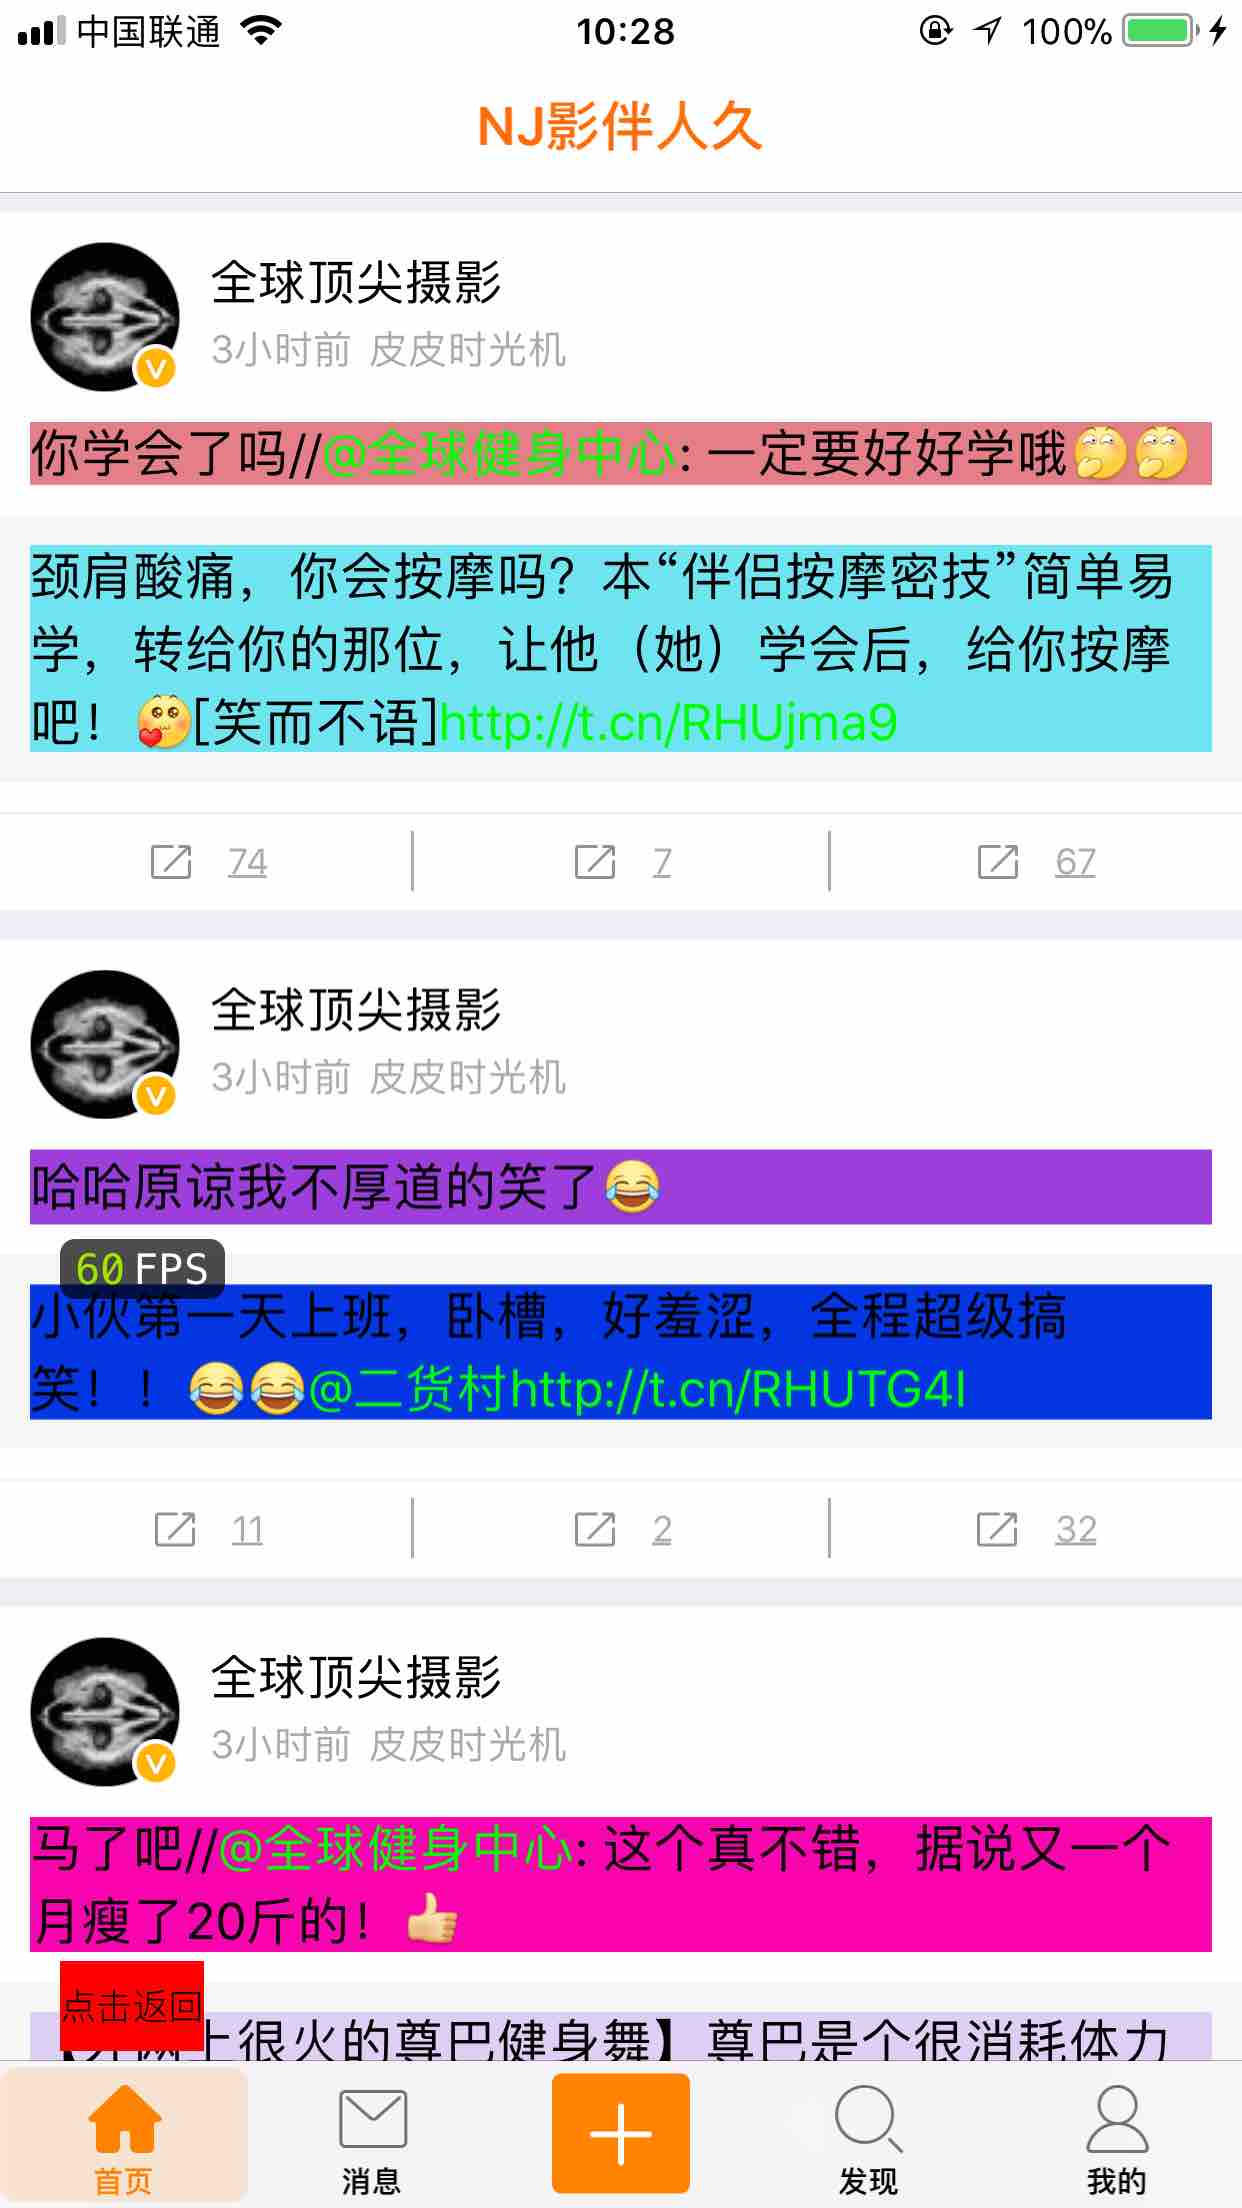 中国联通
10:28
100%
NJ影伴人久
全球顶尖摄影
3小时前 皮皮时光机
你学会了吗//@全球健身中心: 一定要好好学哦
颈肩酸痛，你会按摩吗？本“伴侣按摩密技”简单易
学，转给你的那位，让他（她）学会后，给你按摩
吧！[笑而不语]http://t.cn/RHUjma9
74 7 67
全球顶尖摄影
3小时前 皮皮时光机
哈哈原谅我不厚道的笑了
60 FPS
小伙第一天上班，卧槽，好羞涩，全程超级搞
笑！！@二货村http://t.cn/RHUTG4I
11 2 32
全球顶尖摄影
3小时前 皮皮时光机
马了吧//@全球健身中心: 这个真不错，据说又一个
月瘦了20斤的！
点击返回
上很火的尊巴健身舞】尊巴是个很消耗体力
首页
消息
发现
我的